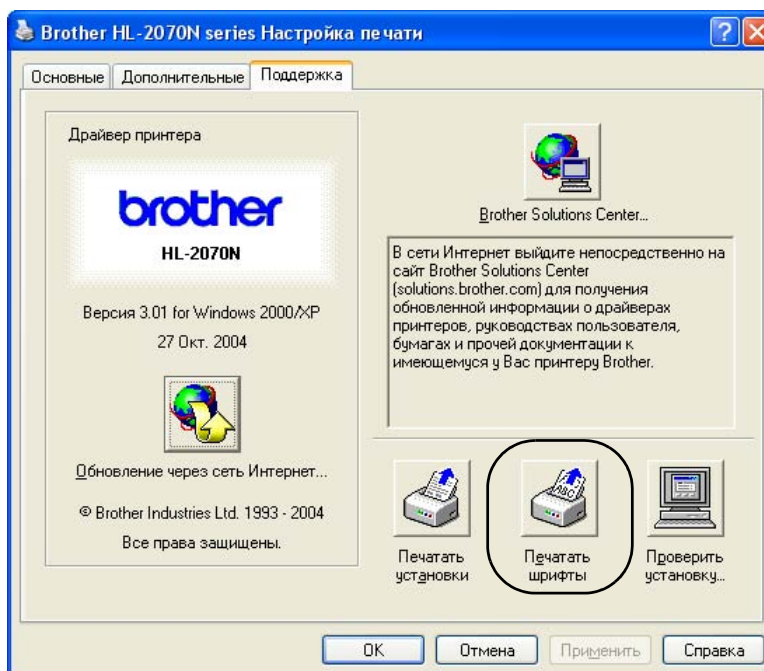 Brother HL-2070N series Настройка печати
Основные
Дополнительные
Поддержка
Драйвер принтера
brother
HL-2070N
Версия 3.01 for Windows 2000/XP
27 Окт. 2004
Обновление через сеть Интернет...
© Brother Industries Ltd. 1993 - 2004
Все права защищены.
Brother Solutions Center...
В сети Интернет выйдите непосредственно на
сайт Brother Solutions Center
(solutions.brother.com) для получения
обновленной информации о драйверах
принтеров, руководствах пользователя,
бумагах и прочей документации к
имеющемуся у Вас принтеру Brother.
Печатать
установки
ABC
Печатать
шрифты
Проверить
установку...
OK
Отмена
Применить
Справка